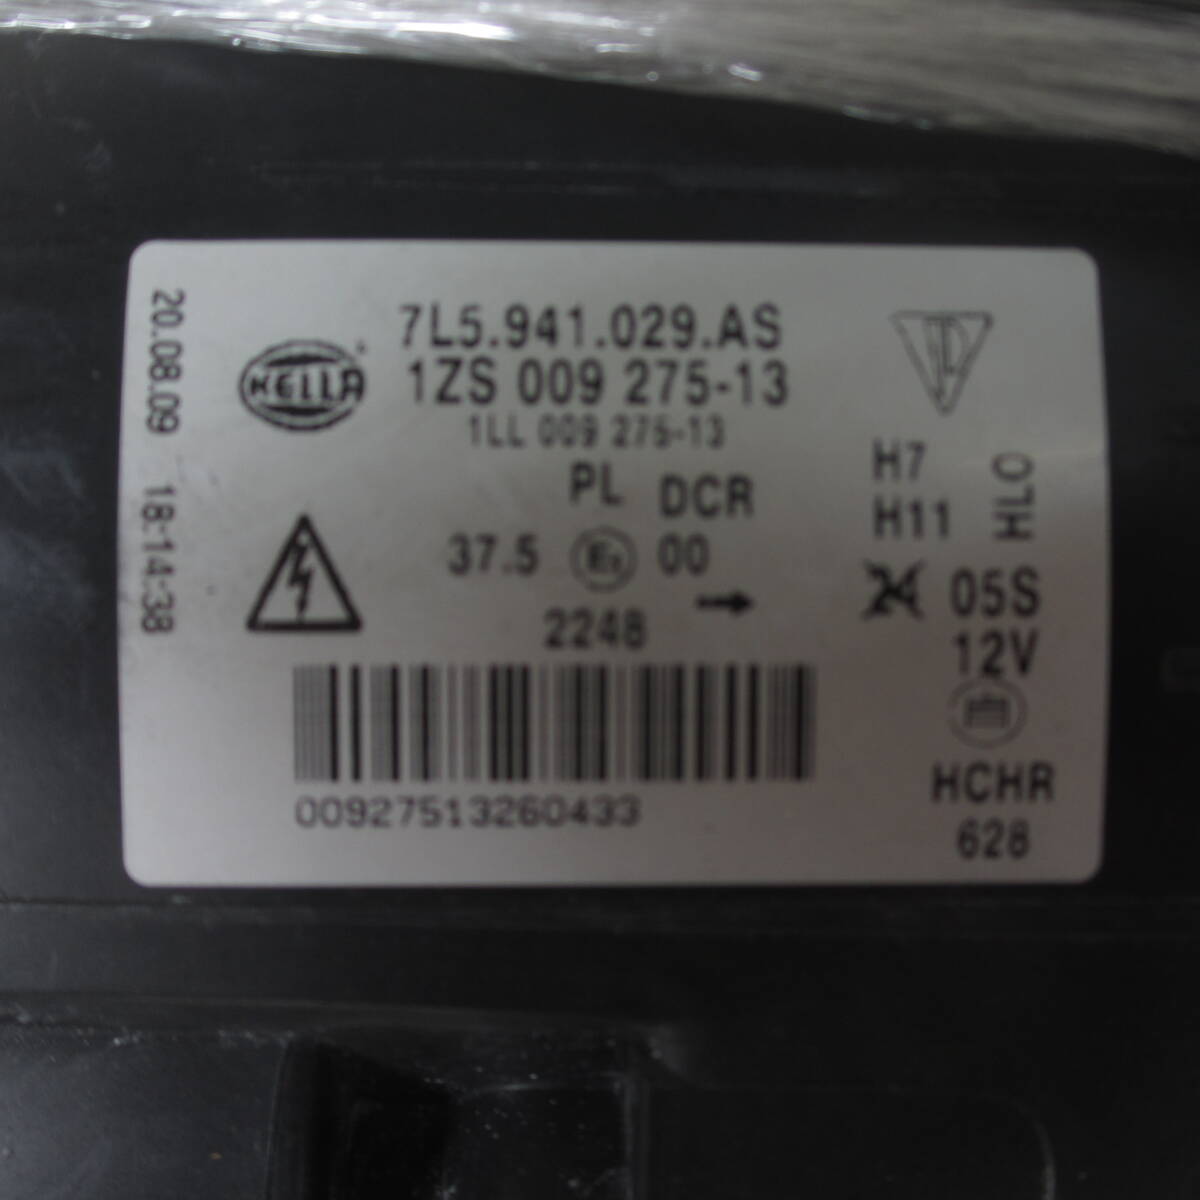 20.08.09 18:14:38
HELLA
7L5.941.029.AS
1ZS 009 275-13
1LL 009 275-13
PL DCR
37.5 00
2248
H7
H11
HLO
24 05S
12V
HCHR
628
00927513260433